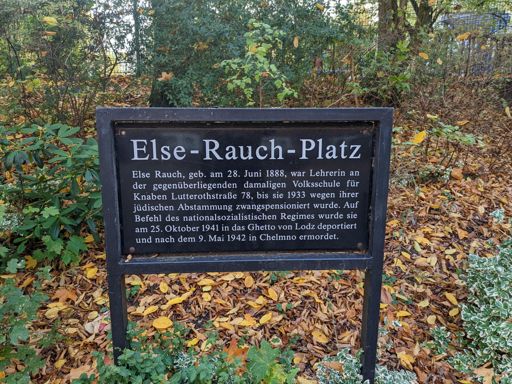 Else-Rauch-Platz
Else Rauch, geb. am 28. Juni 1888, war Lehrerin an
der gegenüberliegenden damaligen Volksschule für
Knaben Lutterothstraße 78, bis sie 1933 wegen ihrer
jüdischen Abstammung zwangspensioniert wurde. Auf
Befehl des nationalsozialistischen Regimes wurde sie
am 25. Oktober 1941 in das Ghetto von Lodz deportiert
und nach dem 9. Mai 1942 in Chelmno ermordet.